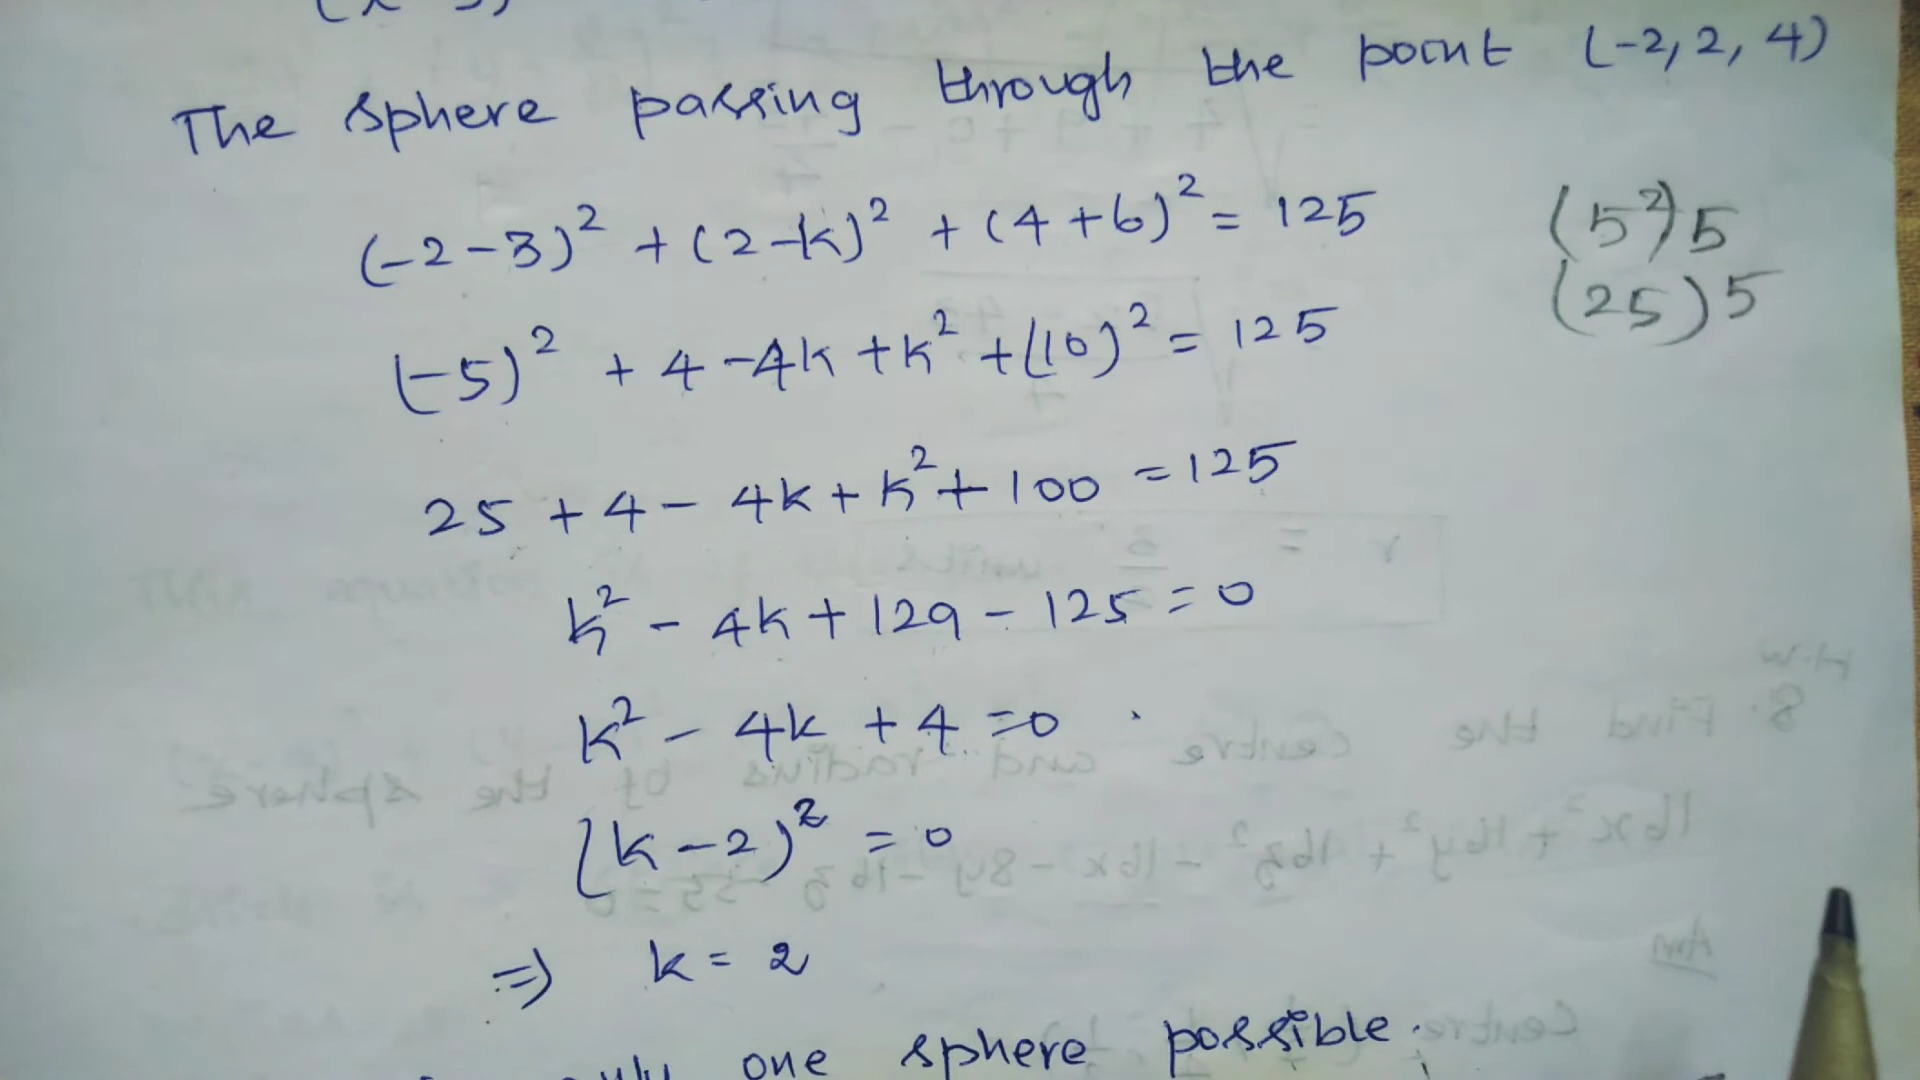 The sphere passing through the point (-2, 2, 4)
(-2-3)² + (2-k)² + (4+6)² = 125
(5²)5
(25)5
(-5)² + 4 -4k + k² + (10)² = 125
25 + 4 - 4k + k² + 100 = 125
k² - 4k + 129 - 125 = 0
k² - 4k + 4 = 0
(k-2)² = 0
⇒ k = 2
one sphere possible.